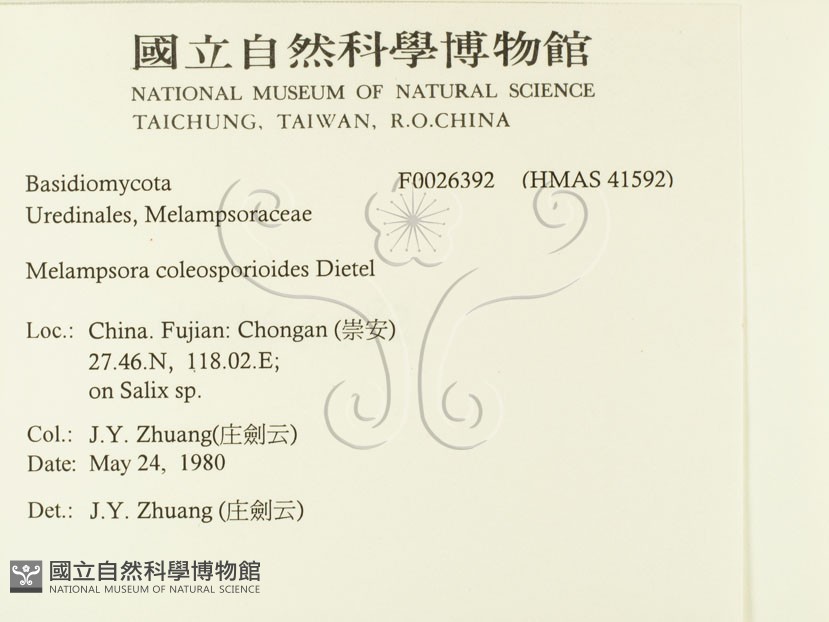 國立自然科學博物館
NATIONAL MUSEUM OF NATURAL SCIENCE
TAICHUNG, TAIWAN, R.O.CHINA
Basidiomycota F0026392 (HMAS 41592)
Uredinales, Melampsoraceae
Melampsora coleosporioides Dietel
Loc.: China. Fujian: Chongan (崇安)
27.46.N, 118.02.E;
on Salix sp.
Col.: J.Y. Zhuang(庄劍云)
Date: May 24, 1980
Det.: J.Y. Zhuang (庄劍云)
國立自然科學博物館
NATIONAL MUSEUM OF NATURAL SCIENCE